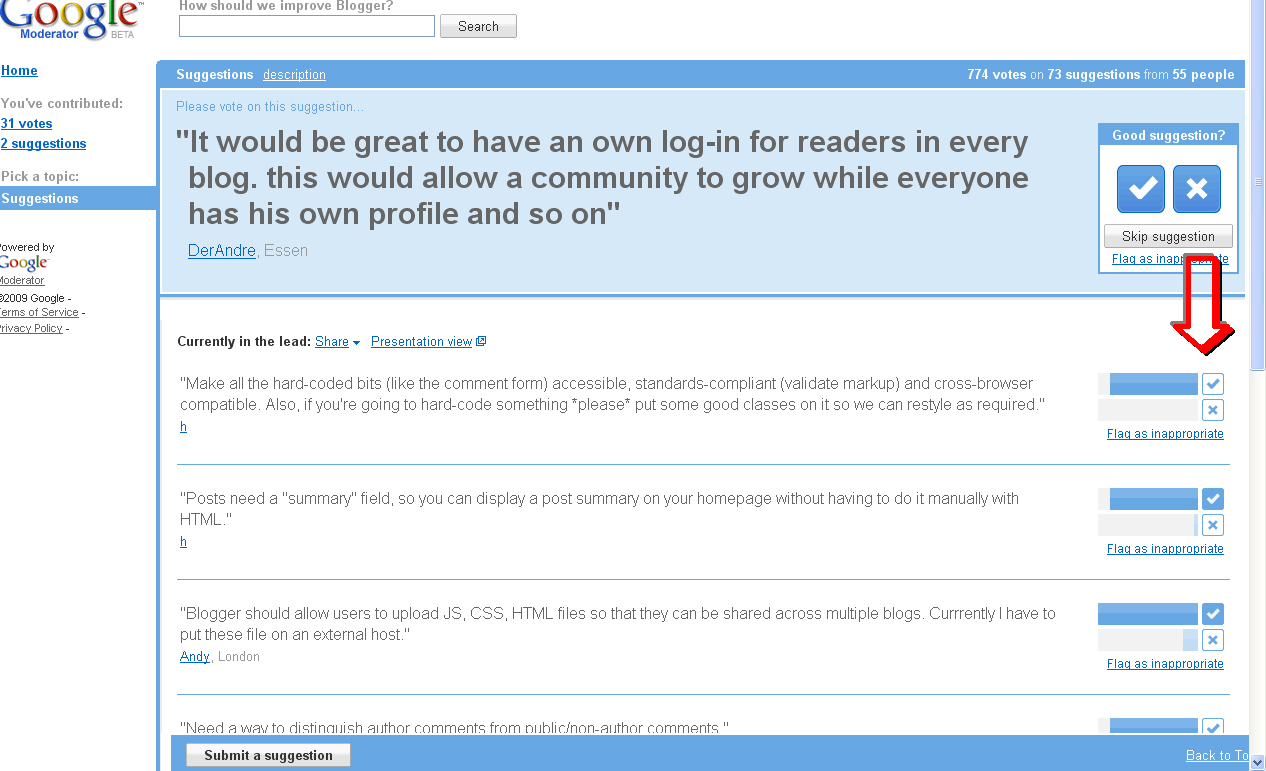 How should we improve Blogger?
Google™
Moderator BETA
Search
Home
You've contributed:
31 votes
2 suggestions
Pick a topic:
Suggestions
Powered by
Google™
Moderator
©2009 Google -
Terms of Service -
Privacy Policy -
Suggestions description
774 votes on 73 suggestions from 55 people
Please vote on this suggestion...
"It would be great to have an own log-in for readers in every
blog. this would allow a community to grow while everyone
has his own profile and so on"
DerAndre, Essen
Good suggestion?
Skip suggestion
Flag as inappropriate
Currently in the lead: Share Presentation view
"Make all the hard-coded bits (like the comment form) accessible, standards-compliant (validate markup) and cross-browser
compatible. Also, if you're going to hard-code something *please* put some good classes on it so we can restyle as required."
h
Flag as inappropriate
"Posts need a "summary" field, so you can display a post summary on your homepage without having to do it manually with
HTML."
h
Flag as inappropriate
"Blogger should allow users to upload JS, CSS, HTML files so that they can be shared across multiple blogs. Currrently I have to
put these file on an external host."
Andy, London
Flag as inappropriate
"Need a way to distinguish author comments from public/non-author comments."
Submit a suggestion
Back to To